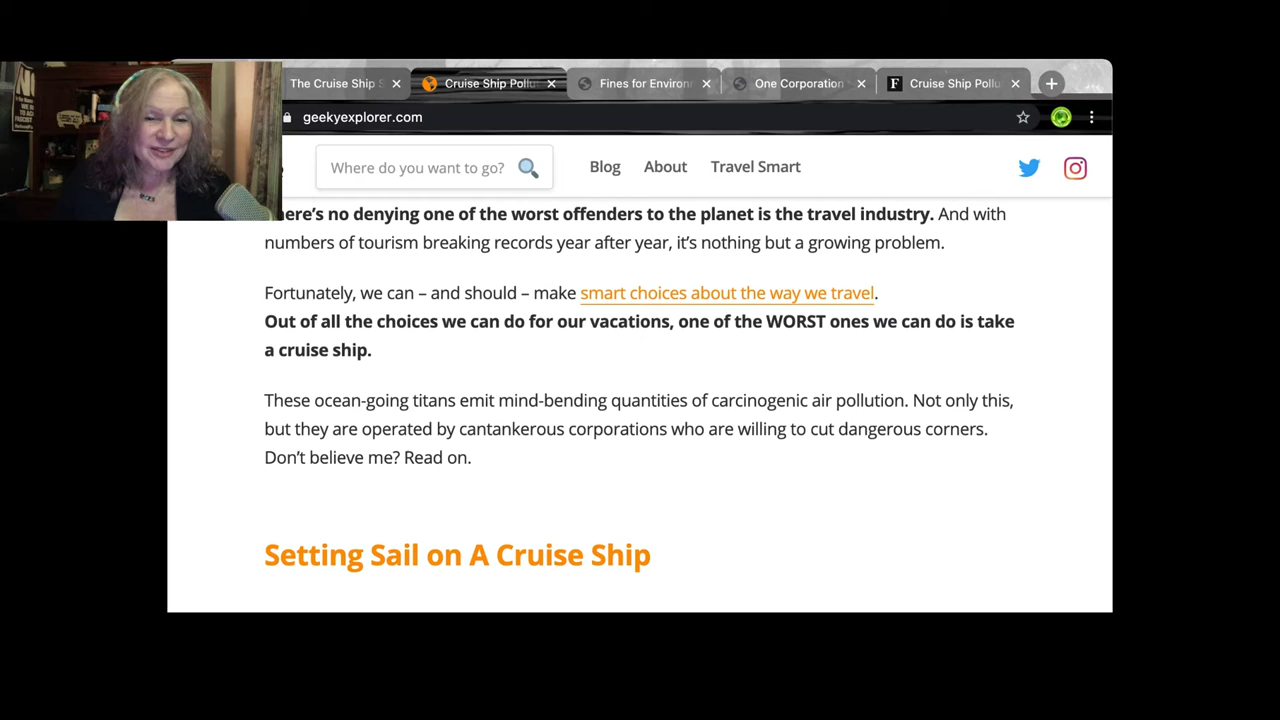 The Cruise Ship S
Cruise Ship Pollu
Fines for Environ
One Corporation
F
Cruise Ship Pollu
geekyexplorer.com
Where do you want to go?
Blog
About
Travel Smart
here’s no denying one of the worst offenders to the planet is the travel industry. And with
numbers of tourism breaking records year after year, it’s nothing but a growing problem.
Fortunately, we can – and should – make smart choices about the way we travel.
Out of all the choices we can do for our vacations, one of the WORST ones we can do is take
a cruise ship.
These ocean-going titans emit mind-bending quantities of carcinogenic air pollution. Not only this,
but they are operated by cantankerous corporations who are willing to cut dangerous corners.
Don’t believe me? Read on.
Setting Sail on A Cruise Ship